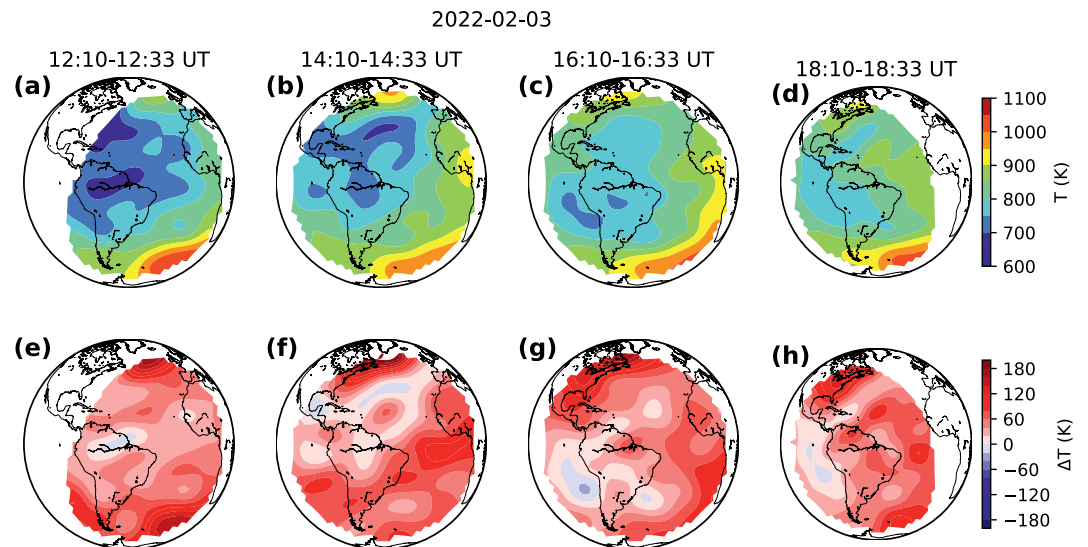 2022-02-03
12:10-12:33 UT
14:10-14:33 UT
16:10-16:33 UT
18:10-18:33 UT
(a)
(b)
(c)
(d)
1100
1000
900
800
700
600
T (K)
(e)
(f)
(g)
(h)
180
120
60
0
−60
−120
−180
ΔT (K)